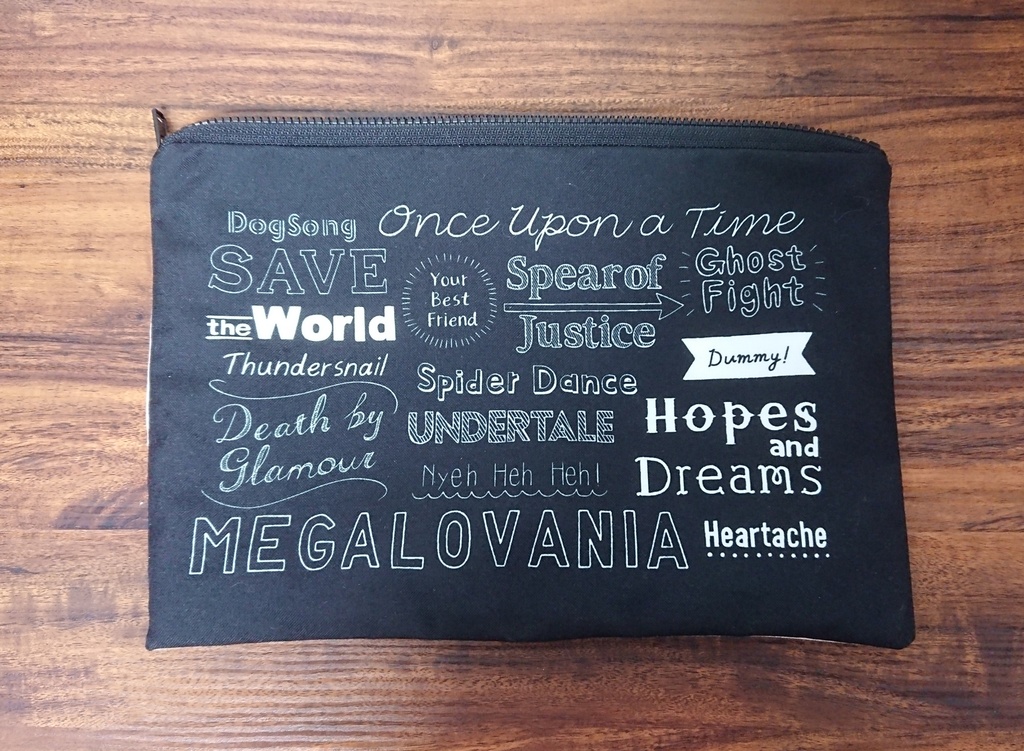 DogSong
Once Upon a Time
SAVE
the World
Your
Best
Friend
Spear of
Justice
Ghost
Fight
Dummy!
Thundersnail
Spider Dance
Death by
Glamour
UNDERTALE
Hopes
and
Dreams
Nyeh Heh Heh!
MEGALOVANIA
Heartache